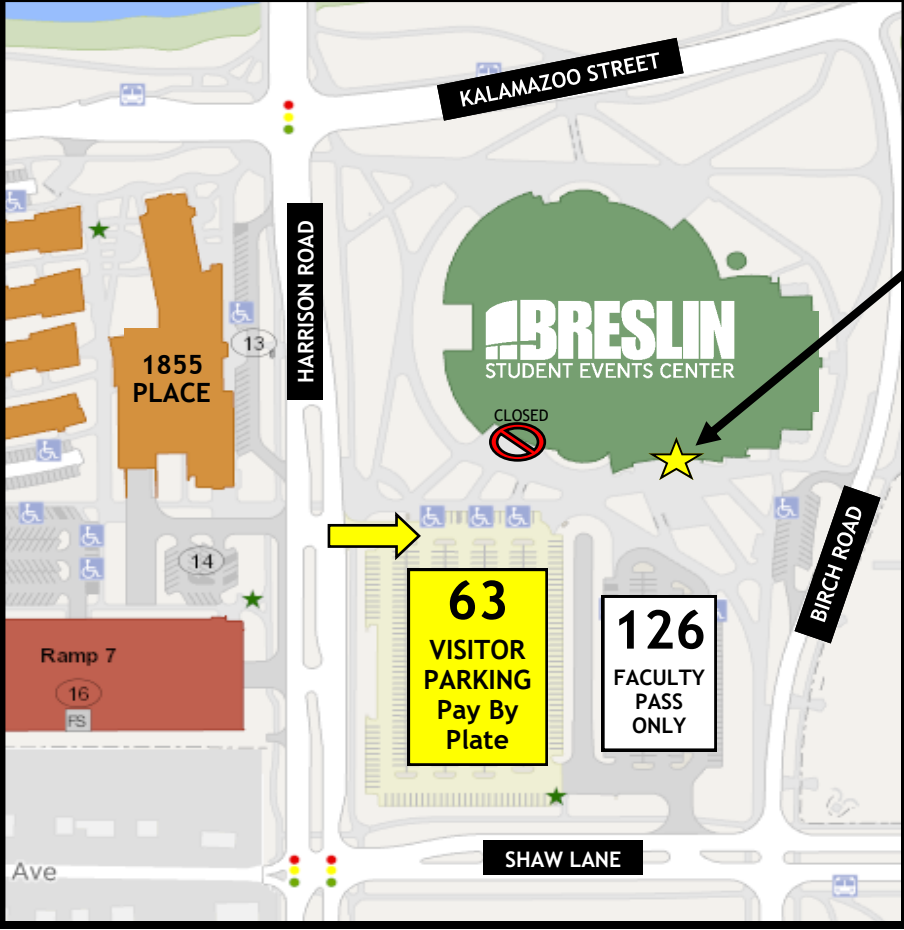 KALAMAZOO STREET
HARRISON ROAD
1855
PLACE
13
BRESLIN
STUDENT EVENTS CENTER
CLOSED
14
63
VISITOR
PARKING
Pay By
Plate
126
FACULTY
PASS
ONLY
BIRCH ROAD
Ramp 7
16
PS
SHAW LANE
Ave